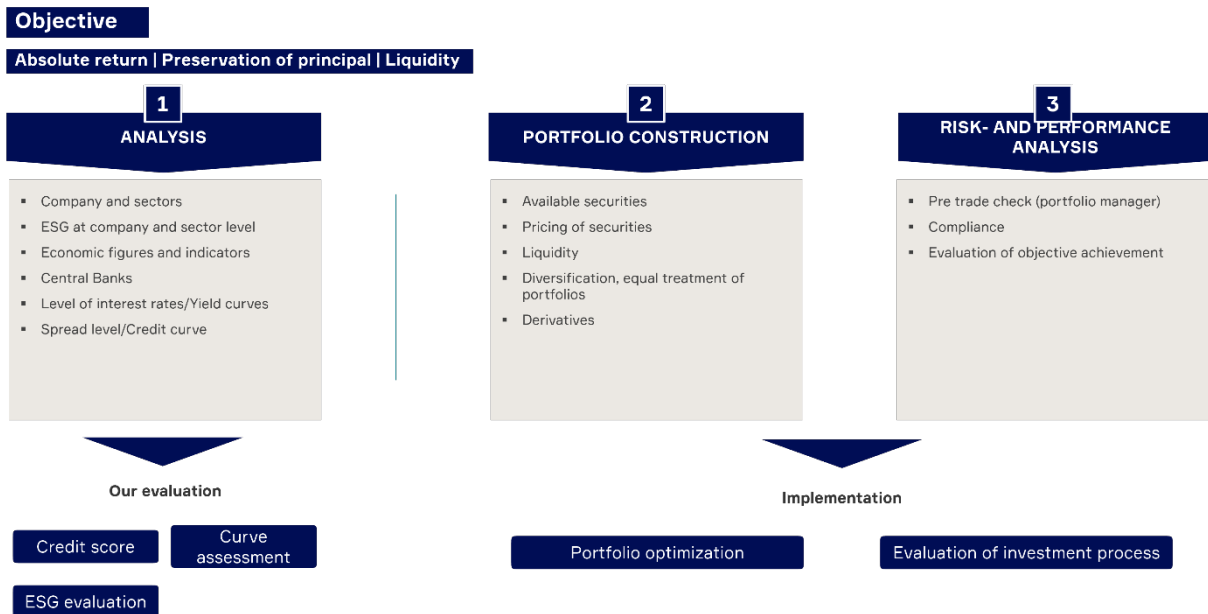 Objective
Absolute return | Preservation of principal | Liquidity
1
ANALYSIS
▪ Company and sectors
▪ ESG at company and sector level
▪ Economic figures and indicators
▪ Central Banks
▪ Level of interest rates/Yield curves
▪ Spread level/Credit curve
Our evaluation
Credit score
Curve
assessment
ESG evaluation
2
PORTFOLIO CONSTRUCTION
▪ Available securities
▪ Pricing of securities
▪ Liquidity
▪ Diversification, equal treatment of
portfolios
▪ Derivatives
3
RISK- AND PERFORMANCE
ANALYSIS
▪ Pre trade check (portfolio manager)
▪ Compliance
▪ Evaluation of objective achievement
Implementation
Portfolio optimization
Evaluation of investment process